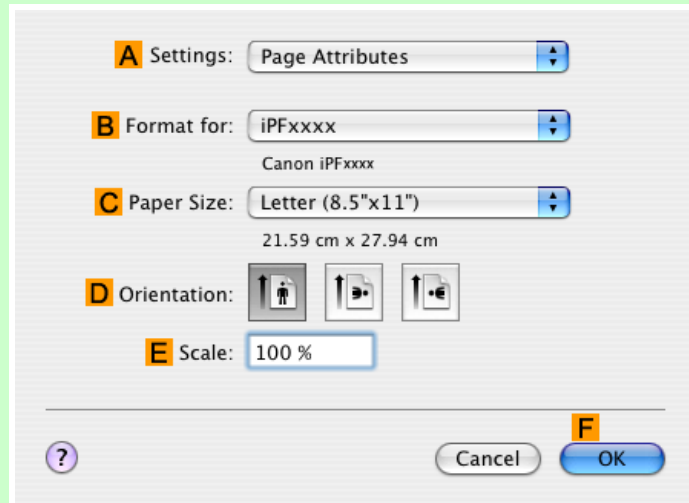 A Settings: Page Attributes
B Format for: iPFxxxx
Canon iPFxxxx
C Paper Size: Letter (8.5"x11")
21.59 cm x 27.94 cm
D Orientation:
E Scale: 100 %
F
? Cancel OK